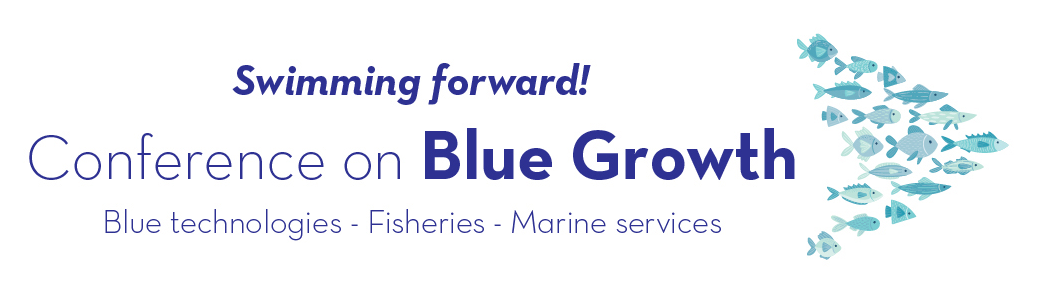 Swimming forward!
Conference on Blue Growth
Blue technologies - Fisheries - Marine services